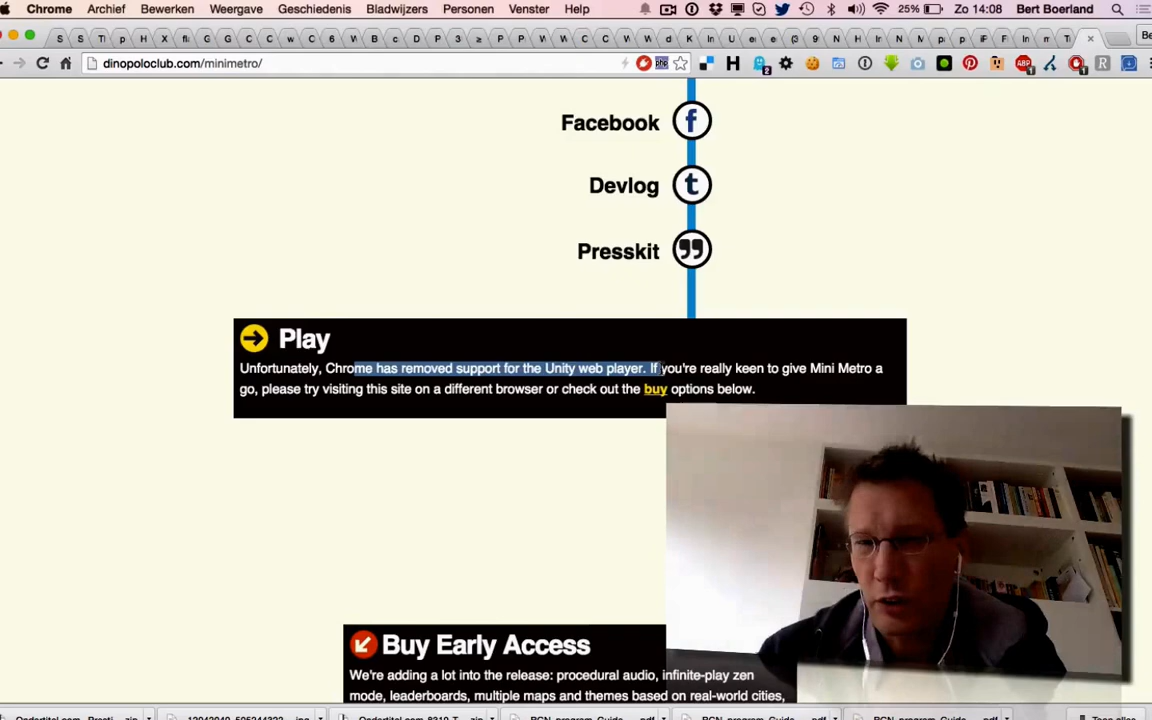 Chrome Archief Bewerken Weergave Geschiedenis Bladwijzers Personen Venster Help 25% Zo 14:08 Bert Boerland
dinopoloclub.com/minimetro/
Facebook
Devlog
Presskit
Play
Unfortunately, Chrome has removed support for the Unity web player. If you're really keen to give Mini Metro a
go, please try visiting this site on a different browser or check out the buy options below.
Buy Early Access
We're adding a lot into the release: procedural audio, infinite-play zen
mode, leaderboards, multiple maps and themes based on real-world cities,